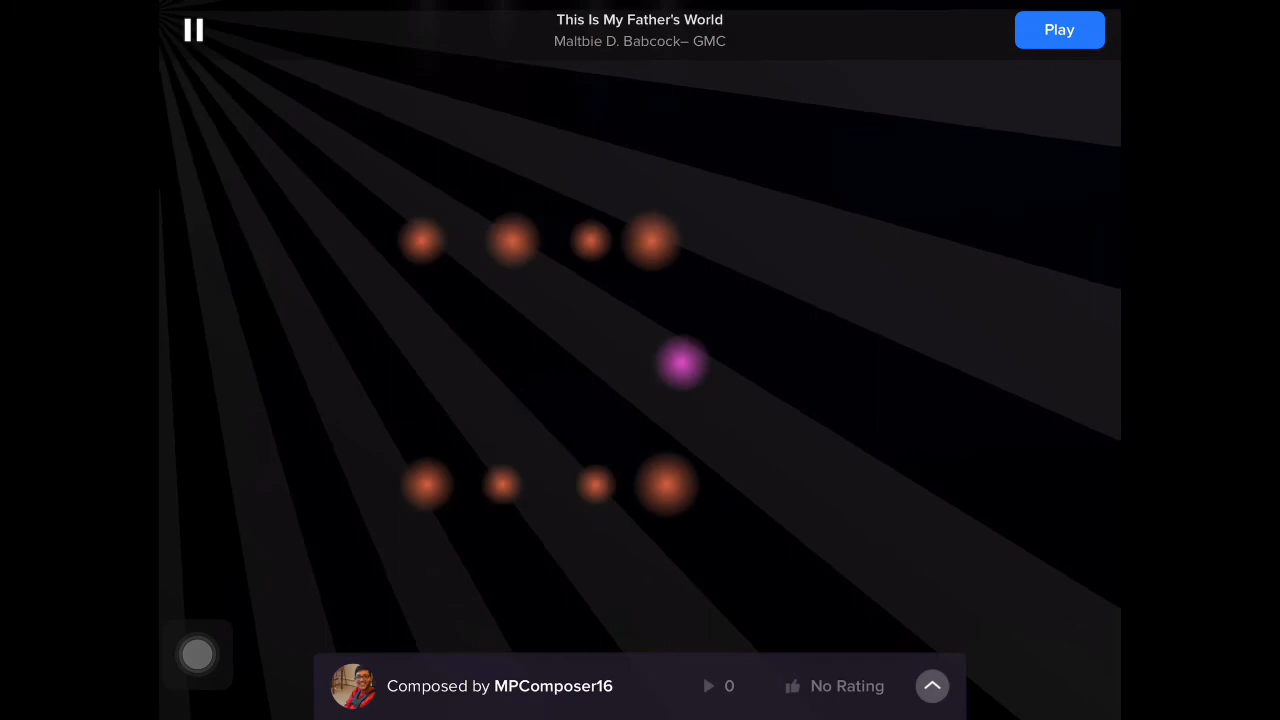 This Is My Father's World
Maltbie D. Babcock– GMC
Play
Composed by MPComposer16
0
No Rating